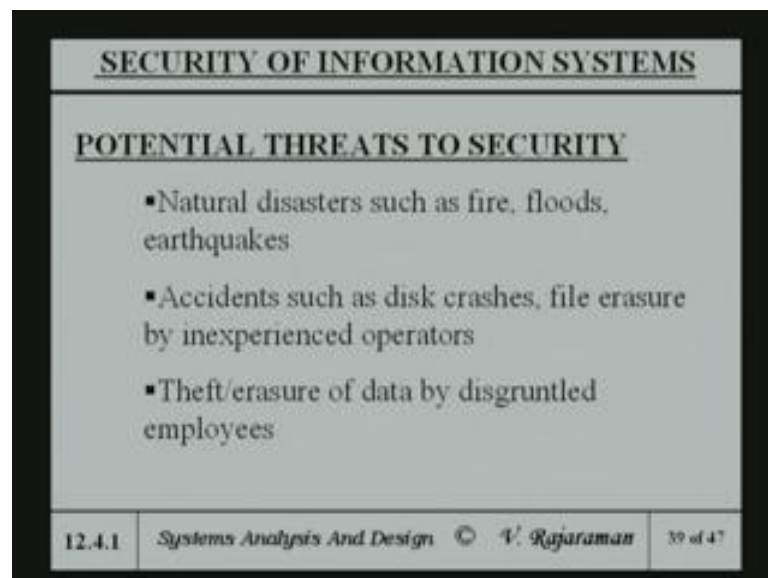 SECURITY OF INFORMATION SYSTEMS
POTENTIAL THREATS TO SECURITY
▪Natural disasters such as fire, floods,
earthquakes
▪Accidents such as disk crashes, file erasure
by inexperienced operators
▪Theft/erasure of data by disgruntled
employees
12.4.1 Systems Analysis And Design © V. Rajaraman 39 of 47